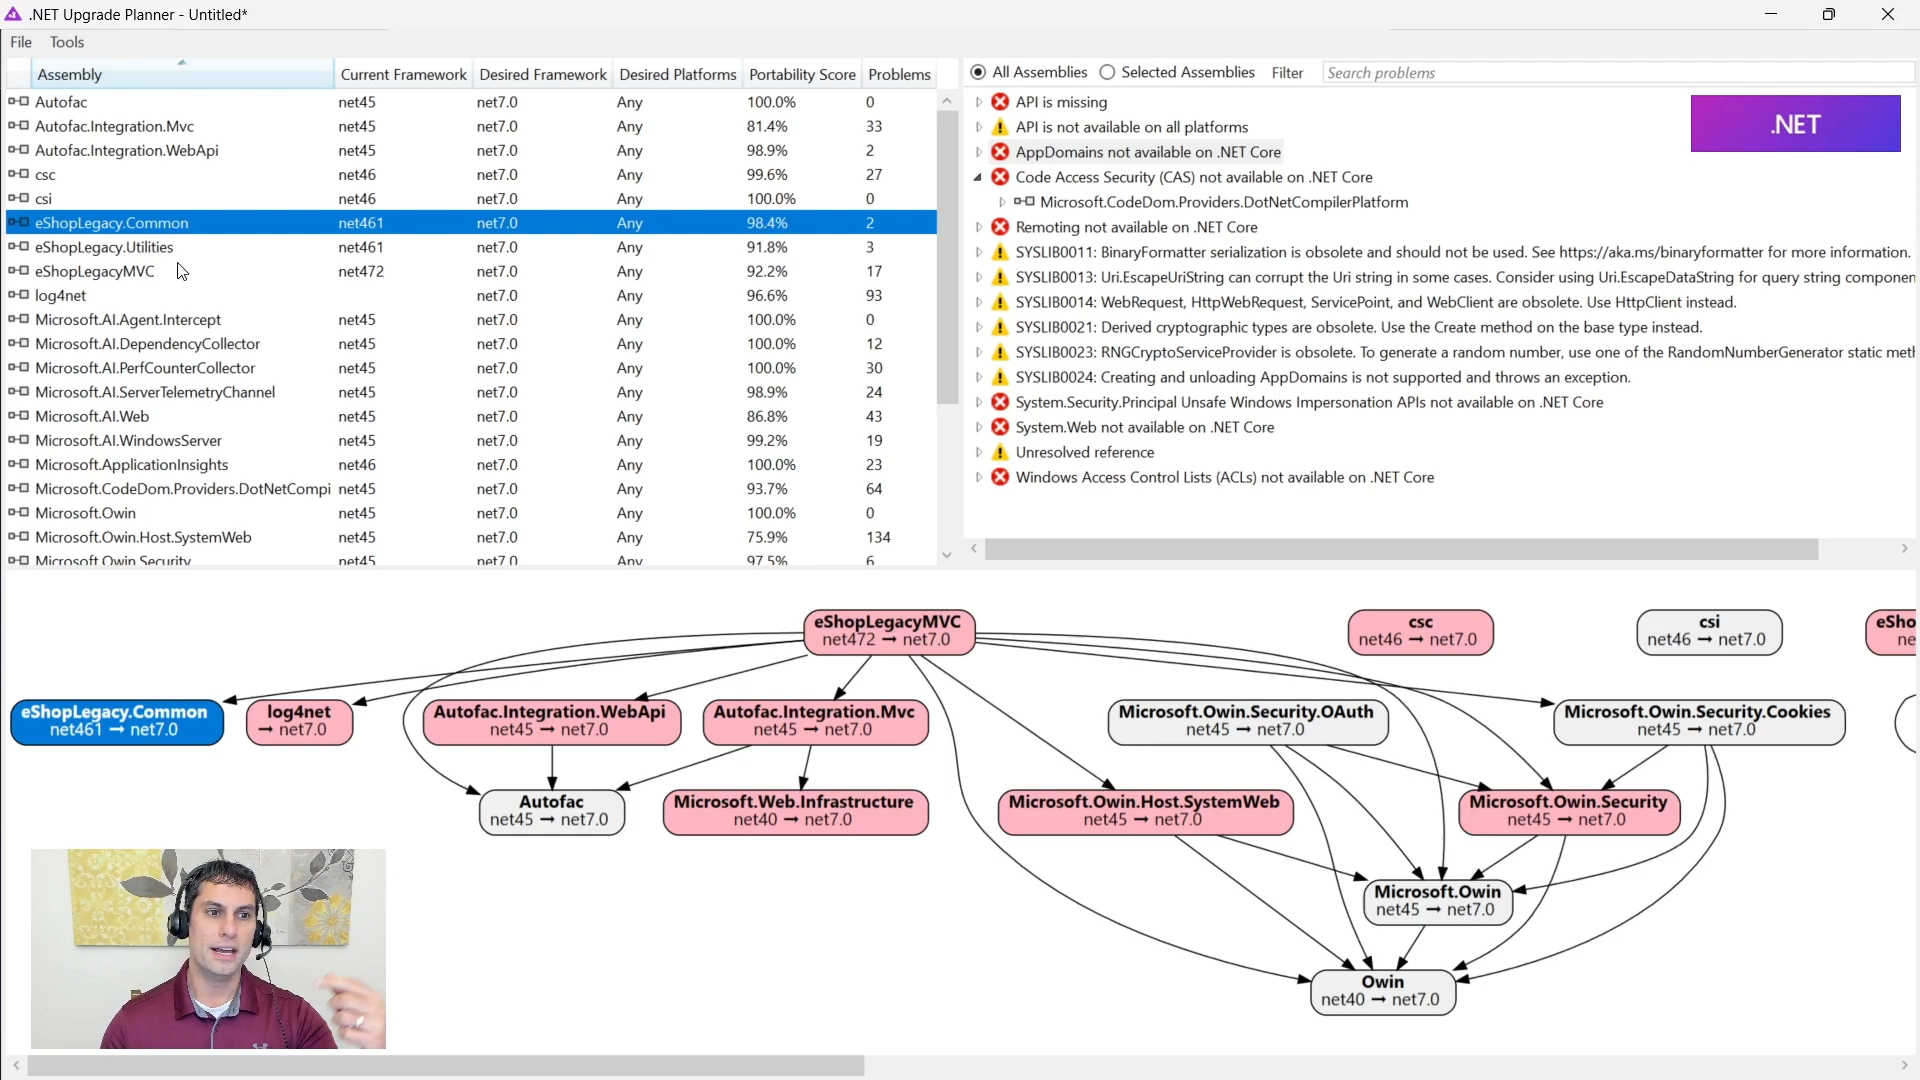 .NET Upgrade Planner - Untitled*
File Tools
Assembly Current Framework Desired Framework Desired Platforms Portability Score Problems
Autofac net45 net7.0 Any 100.0% 0
Autofac.Integration.Mvc net45 net7.0 Any 81.4% 33
Autofac.Integration.WebApi net45 net7.0 Any 98.9% 2
csc net46 net7.0 Any 99.6% 27
csi net46 net7.0 Any 100.0% 0
eShopLegacy.Common net461 net7.0 Any 98.4% 2
eShopLegacy.Utilities net461 net7.0 Any 91.8% 3
eShopLegacyMVC net472 net7.0 Any 92.2% 17
log4net net7.0 Any 96.6% 93
Microsoft.AI.Agent.Intercept net45 net7.0 Any 100.0% 0
Microsoft.AI.DependencyCollector net45 net7.0 Any 100.0% 12
Microsoft.AI.PerfCounterCollector net45 net7.0 Any 100.0% 30
Microsoft.AI.ServerTelemetryChannel net45 net7.0 Any 98.9% 24
Microsoft.AI.Web net45 net7.0 Any 86.8% 43
Microsoft.AI.WindowsServer net45 net7.0 Any 99.2% 19
Microsoft.ApplicationInsights net46 net7.0 Any 100.0% 23
Microsoft.CodeDom.Providers.DotNetCompi net45 net7.0 Any 93.7% 64
Microsoft.Owin net45 net7.0 Any 100.0% 0
Microsoft.Owin.Host.SystemWeb net45 net7.0 Any 75.9% 134
Microsoft.Owin.Security net45 net7.0 Any 97.5% 6
All Assemblies Selected Assemblies Filter Search problems
API is missing
API is not available on all platforms
AppDomains not available on .NET Core
Code Access Security (CAS) not available on .NET Core
Microsoft.CodeDom.Providers.DotNetCompilerPlatform
Remoting not available on .NET Core
SYSLIB0011: BinaryFormatter serialization is obsolete and should not be used. See https://aka.ms/binaryformatter for more information.
SYSLIB0013: Uri.EscapeUriString can corrupt the Uri string in some cases. Consider using Uri.EscapeDataString for query string componen
SYSLIB0014: WebRequest, HttpWebRequest, ServicePoint, and WebClient are obsolete. Use HttpClient instead.
SYSLIB0021: Derived cryptographic types are obsolete. Use the Create method on the base type instead.
SYSLIB0023: RNGCryptoServiceProvider is obsolete. To generate a random number, use one of the RandomNumberGenerator static met
SYSLIB0024: Creating and unloading AppDomains is not supported and throws an exception.
System.Security.Principal Unsafe Windows Impersonation APIs not available on .NET Core
System.Web not available on .NET Core
Unresolved reference
Windows Access Control Lists (ACLs) not available on .NET Core
.NET
eShopLegacyMVC
net472 → net7.0
csc
net46 → net7.0
csi
net46 → net7.0
eSho
ne
eShopLegacy.Common
net461 → net7.0
log4net
→ net7.0
Autofac.Integration.WebApi
net45 → net7.0
Autofac.Integration.Mvc
net45 → net7.0
Microsoft.Owin.Security.OAuth
net45 → net7.0
Microsoft.Owin.Security.Cookies
net45 → net7.0
Autofac
net45 → net7.0
Microsoft.Web.Infrastructure
net40 → net7.0
Microsoft.Owin.Host.SystemWeb
net45 → net7.0
Microsoft.Owin.Security
net45 → net7.0
Microsoft.Owin
net45 → net7.0
Owin
net40 → net7.0